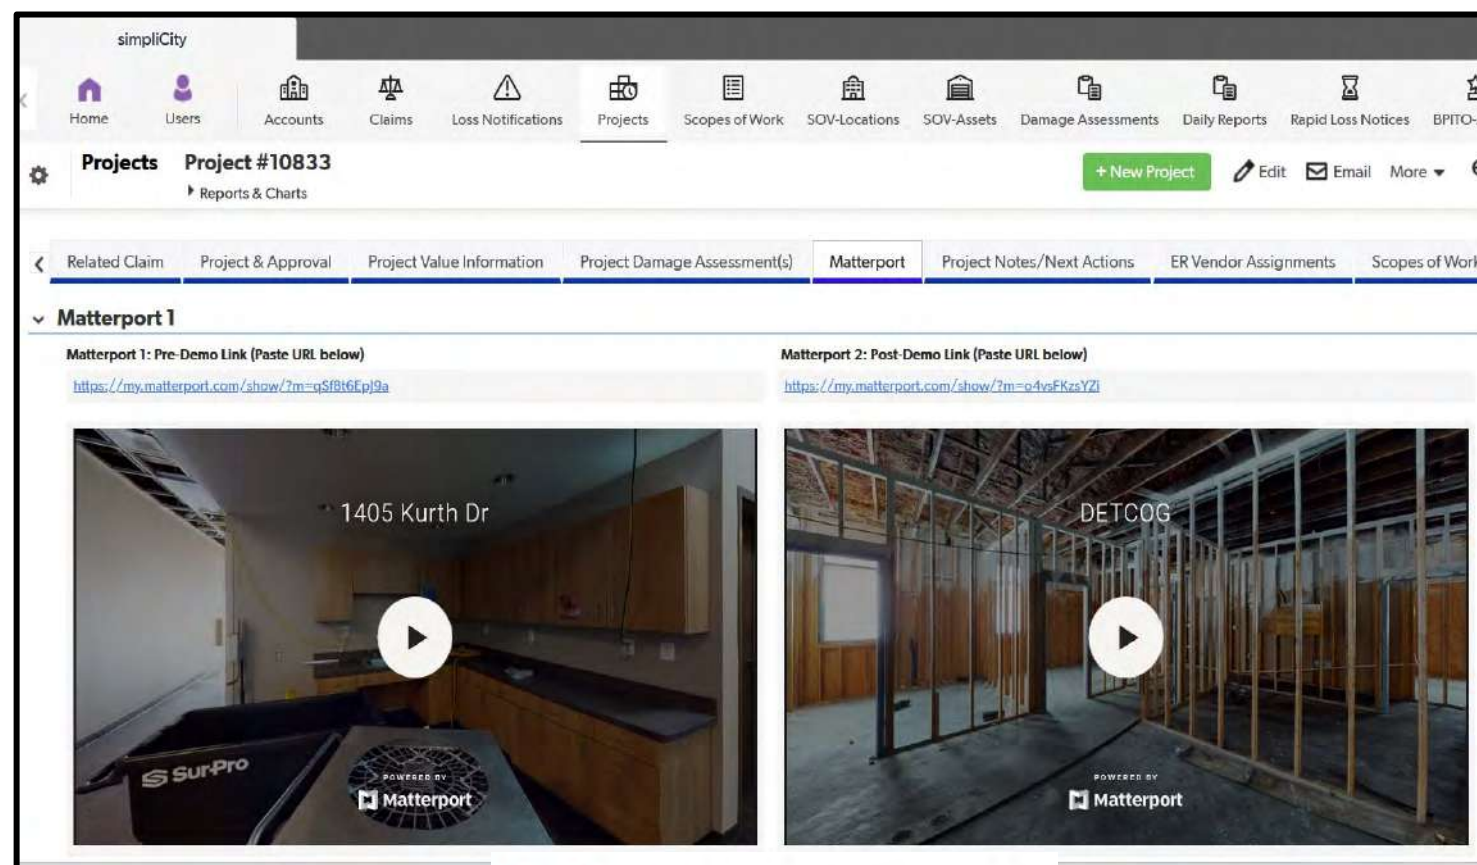 simpliCity
Home Users Accounts Claims Loss Notifications Projects Scopes of Work SOV-Locations SOV-Assets Damage Assessments Daily Reports Rapid Loss Notices BPITO-
Projects Project #10833
+ New Project Edit Email More
Reports & Charts
Related Claim Project & Approval Project Value Information Project Damage Assessment(s) Matterport Project Notes/Next Actions ER Vendor Assignments Scopes of Work
Matterport 1
Matterport 1: Pre-Demo Link (Paste URL below) Matterport 2: Post-Demo Link (Paste URL below)
https://my.matterport.com/show/?m=qSf8t6EpJ9a https://my.matterport.com/show/?m=o4vsFKzsYZi
1405 Kurth Dr DETCOG
Sur-Pro
POWERED BY POWERED BY
Matterport Matterport